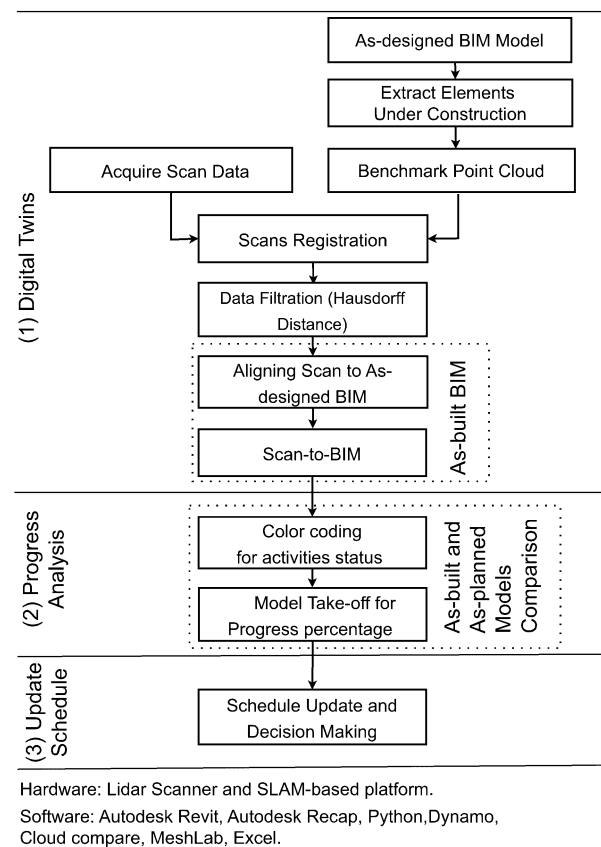 As-designed BIM Model
Extract Elements
Under Construction
Acquire Scan Data
Benchmark Point Cloud
(1) Digital Twins
Scans Registration
Data Filtration (Hausdorff
Distance)
Aligning Scan to As-
designed BIM
Scan-to-BIM
As-built BIM
(2) Progress
Analysis
Color coding
for activities status
Model Take-off for
Progress percentage
As-built and
As-planned
Models
Comparison
(3) Update
Schedule
Schedule Update and
Decision Making
Hardware: Lidar Scanner and SLAM-based platform.
Software: Autodesk Revit, Autodesk Recap, Python,Dynamo,
Cloud compare, MeshLab, Excel.